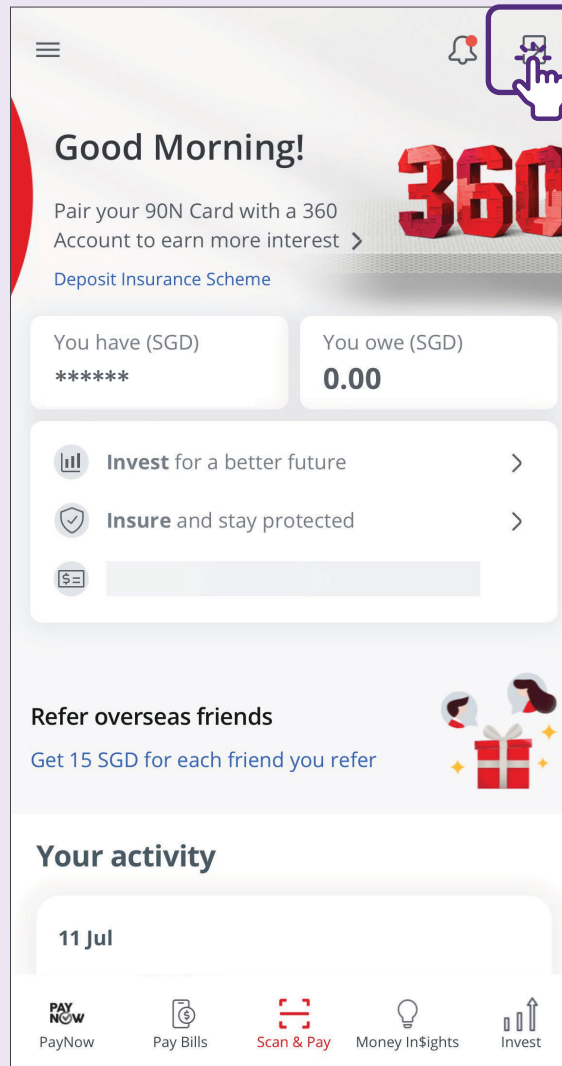 Good Morning!
360
Pair your 90N Card with a 360
Account to earn more interest
Deposit Insurance Scheme
You have (SGD)
******
You owe (SGD)
0.00
Invest for a better future
Insure and stay protected
Refer overseas friends
Get 15 SGD for each friend you refer
Your activity
11 Jul
PAY
NOW
PayNow
Pay Bills
Scan & Pay
Money In$ights
Invest